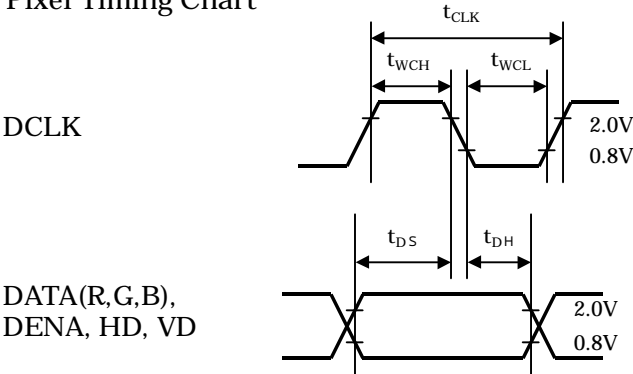 Pixel Timing Chart
tCLK
tWCH
tWCL
DCLK
2.0V
0.8V
tDS
tDH
DATA(R,G,B),
DENA, HD, VD
2.0V
0.8V